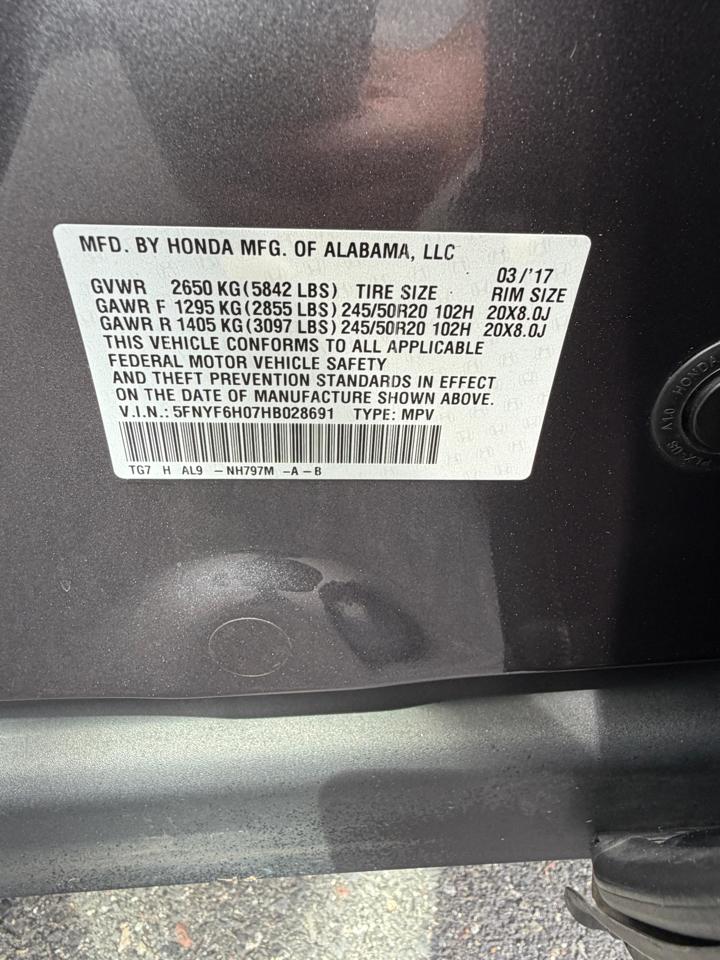 MFD. BY HONDA MFG. OF ALABAMA, LLC
03/'17
GVWR 2650 KG(5842 LBS) TIRE SIZE RIM SIZE
GAWR F 1295 KG(2855 LBS)245/50R20 102H 20X8.0J
GAWR R 1405 KG(3097 LBS)245/50R20 102H 20X8.0J
THIS VEHICLE CONFORMS TO ALL APPLICABLE
FEDERAL MOTOR VEHICLE SAFETY
AND THEFT PREVENTION STANDARDS IN EFFECT
ON THE DATE OF MANUFACTURE SHOWN ABOVE.
V.I.N.: 5FNYF6H07HB028691 TYPE: MPV
TG7 H AL9 -NH797M -A-B
HONDA